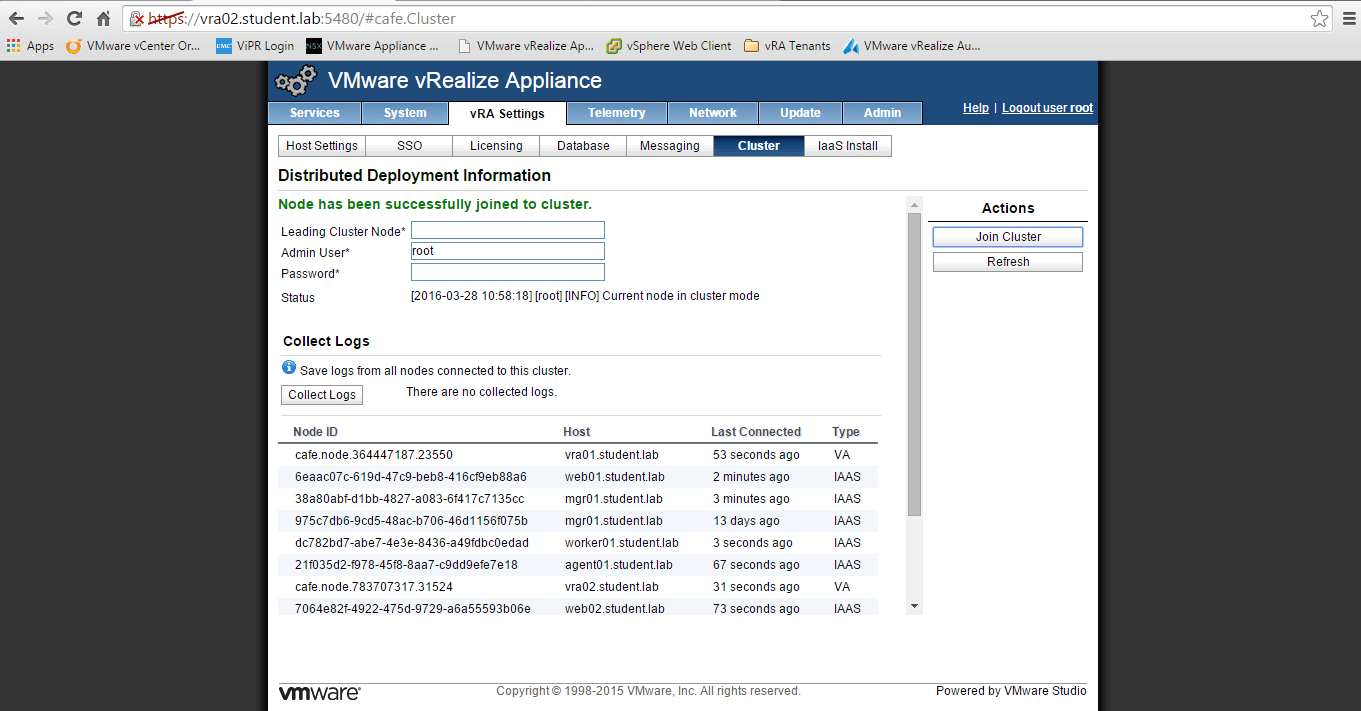 https://vra02.student.lab:5480/#cafe.Cluster
Apps VMware vCenter Or... EMC ViPR Login NSX VMware Appliance ... VMware vRealize Ap... vSphere Web Client vRA Tenants VMware vRealize Au...
VMware vRealize Appliance
Help | Logout user root
Services System vRA Settings Telemetry Network Update Admin
Host Settings SSO Licensing Database Messaging Cluster IaaS Install
Distributed Deployment Information
Node has been successfully joined to cluster.
Leading Cluster Node*
Admin User* root
Password*
Status [2016-03-28 10:58:18] [root] [INFO] Current node in cluster mode
Actions
Join Cluster
Refresh
Collect Logs
Save logs from all nodes connected to this cluster.
Collect Logs There are no collected logs.
Node ID Host Last Connected Type
cafe.node.364447187.23550 vra01.student.lab 53 seconds ago VA
6eaac07c-619d-47c9-beb8-416cf9eb88a6 web01.student.lab 2 minutes ago IAAS
38a80abf-d1bb-4827-a083-6f417c7135cc mgr01.student.lab 3 minutes ago IAAS
975c7db6-9cd5-48ac-b706-46d1156f075b mgr01.student.lab 13 days ago IAAS
dc782bd7-abe7-4e3e-8436-a49fdbc0edad worker01.student.lab 3 seconds ago IAAS
21f035d2-f978-45f8-8aa7-c9dd9efe7e18 agent01.student.lab 67 seconds ago IAAS
cafe.node.783707317.31524 vra02.student.lab 31 seconds ago VA
7064e82f-4922-475d-9729-a6a55593b06e web02.student.lab 73 seconds ago IAAS
vmware Copyright © 1998-2015 VMware, Inc. All rights reserved. Powered by VMware Studio